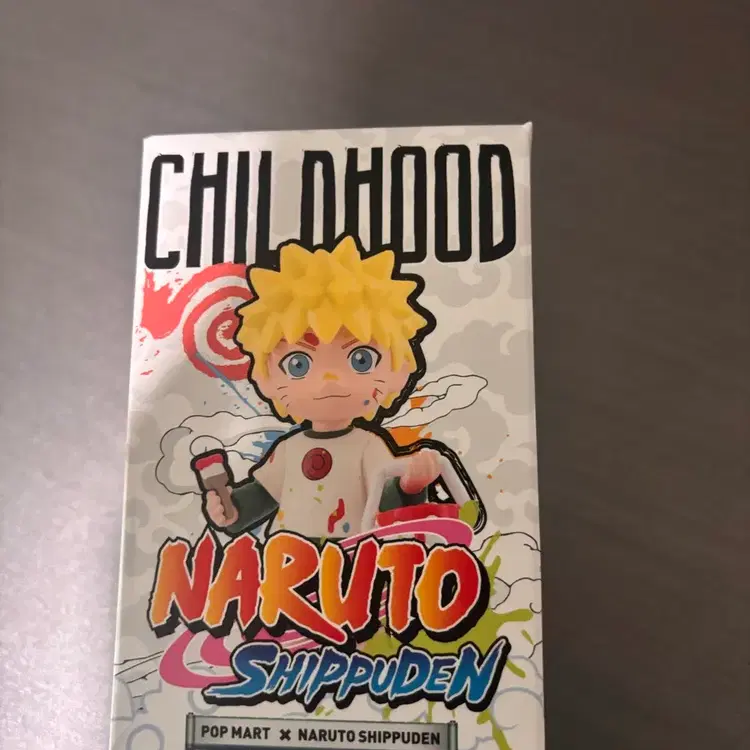 CHILDHOOD
NARUTO
SHIPPUDEN
POP MART × NARUTO SHIPPUDEN